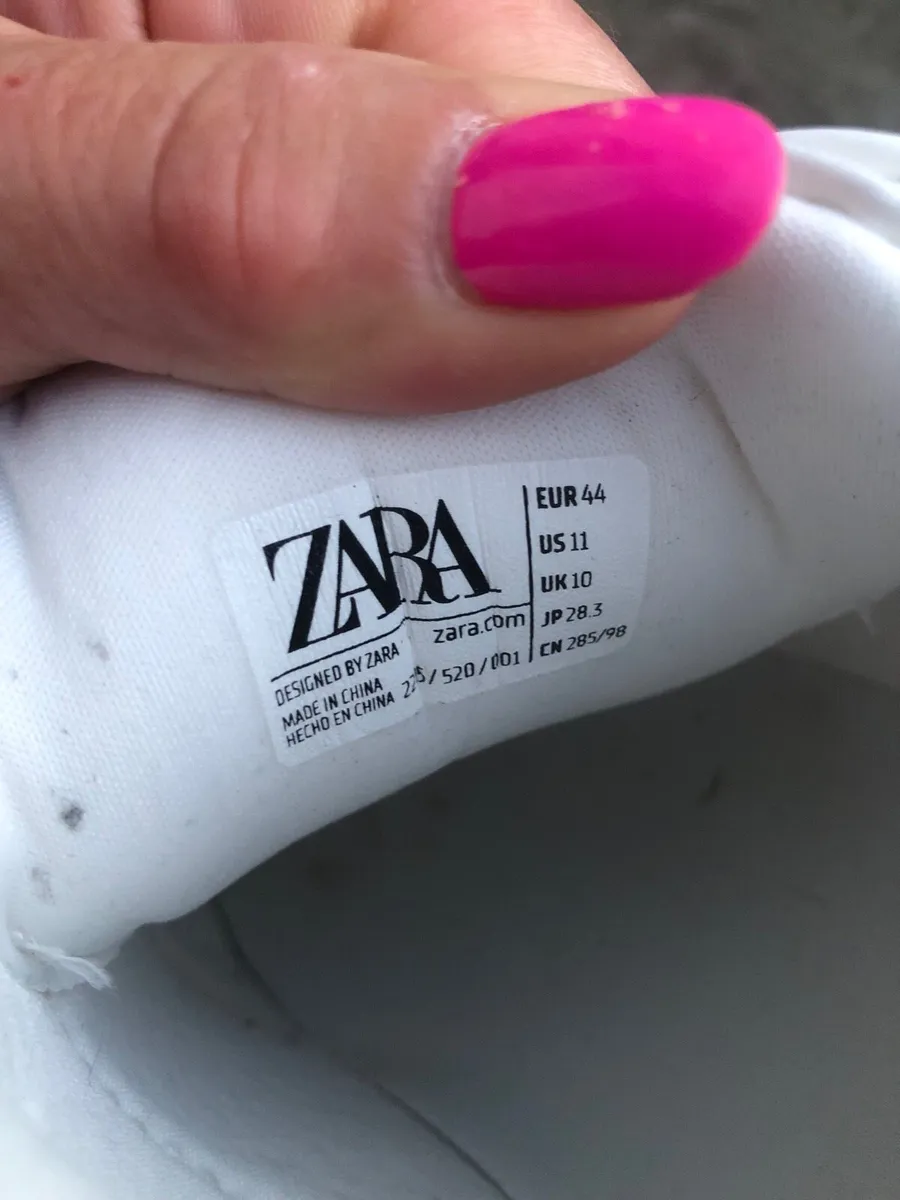 ZARA
zara.com
DESIGNED BY ZARA
MADE IN CHINA
HECHO EN CHINA
/ 520 / 001
EUR 44
US 11
UK 10
JP 28.3
CN 285/98